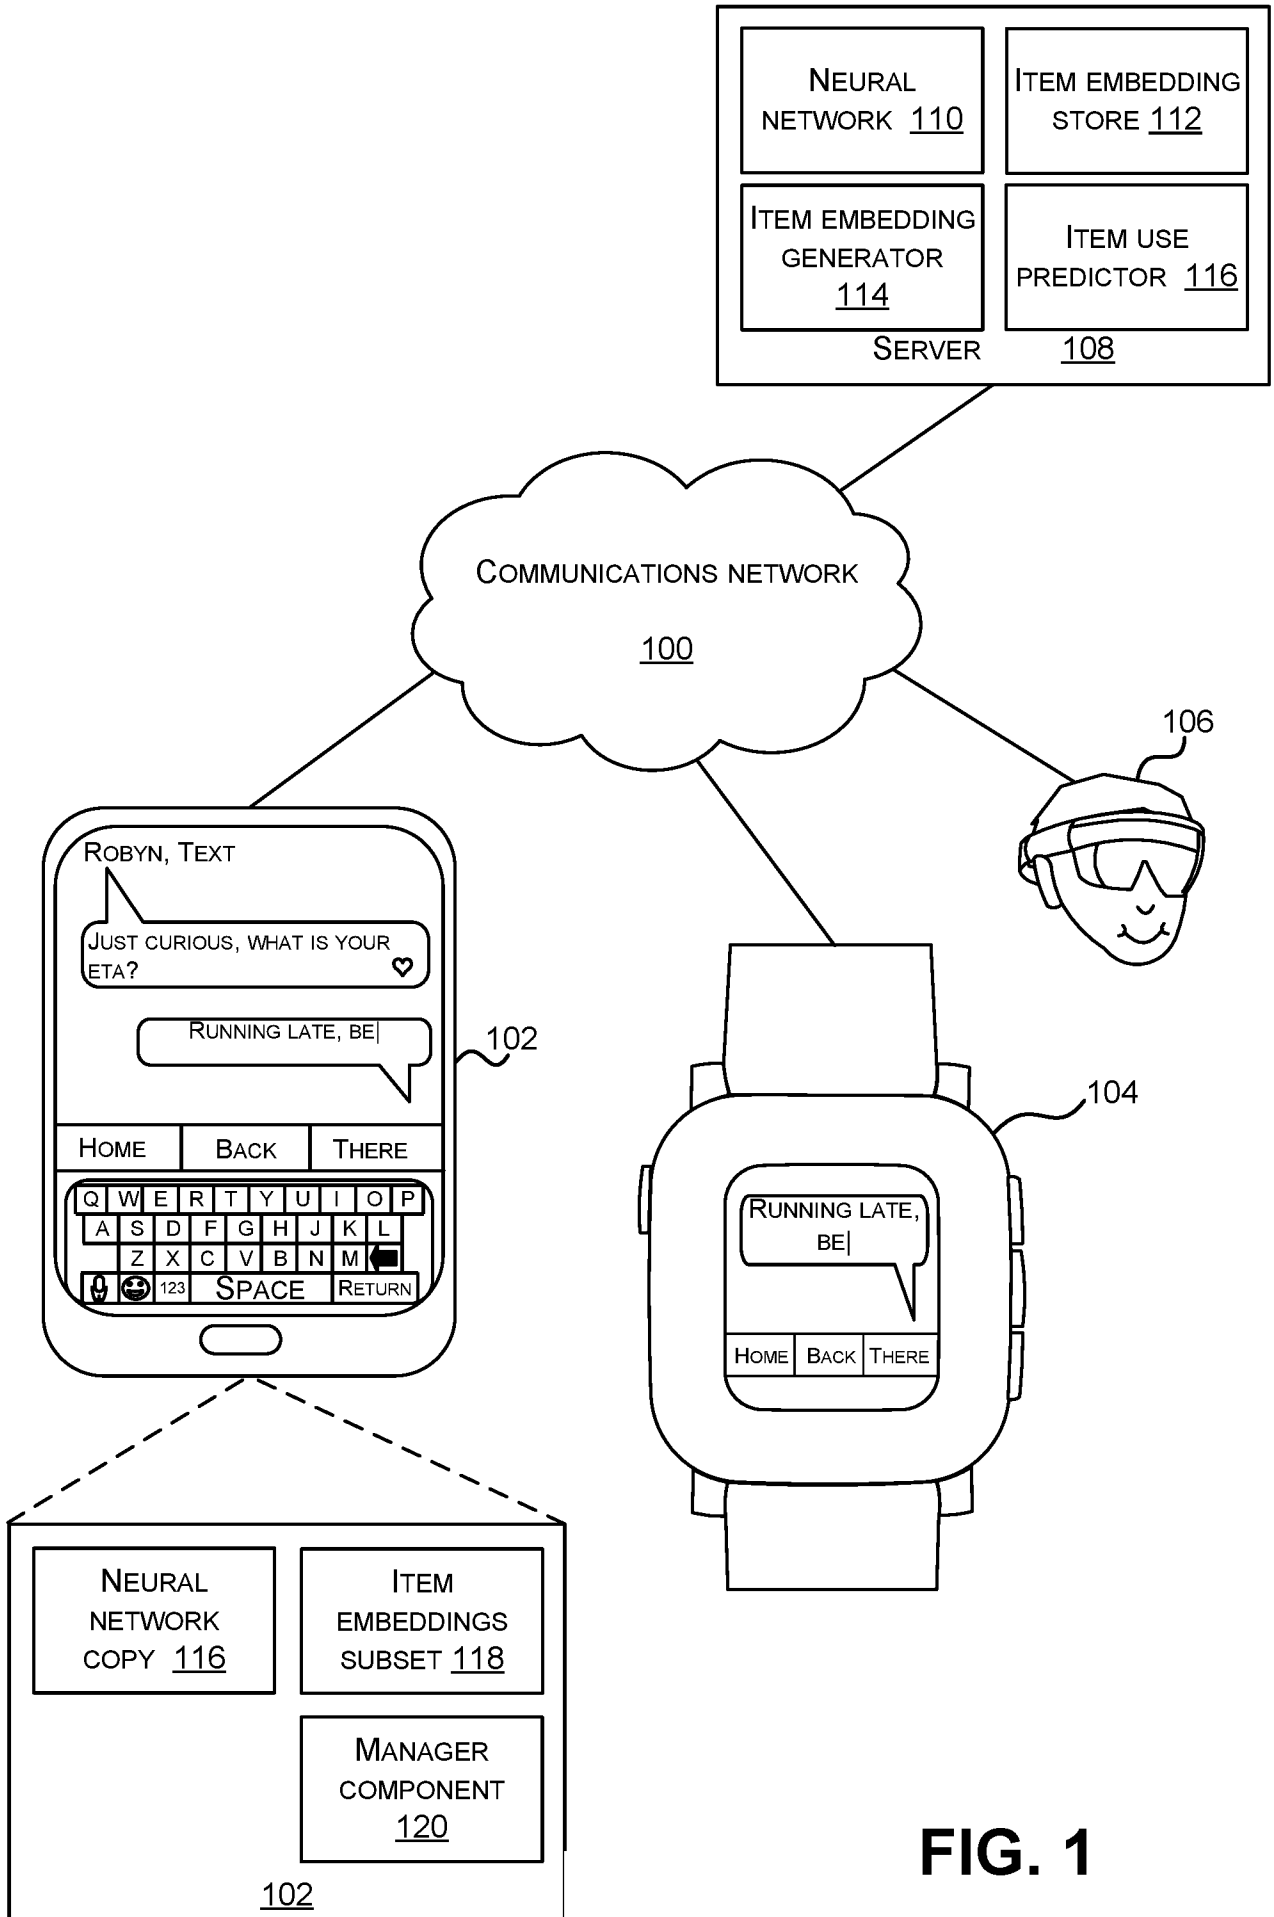 NEURAL
NETWORK 110
ITEM EMBEDDING
STORE 112
ITEM EMBEDDING
GENERATOR
114
ITEM USE
PREDICTOR 116
SERVER 108
COMMUNICATIONS NETWORK
100
106
ROBYN, TEXT
JUST CURIOUS, WHAT IS YOUR
ETA?
RUNNING LATE, BE
102
HOME BACK THERE
Q W E R T Y U I O P
A S D F G H J K L
Z X C V B N M
123 SPACE RETURN
104
RUNNING LATE,
BE
HOME BACK THERE
NEURAL
NETWORK
COPY 116
ITEM
EMBEDDINGS
SUBSET 118
MANAGER
COMPONENT
120
102
FIG. 1